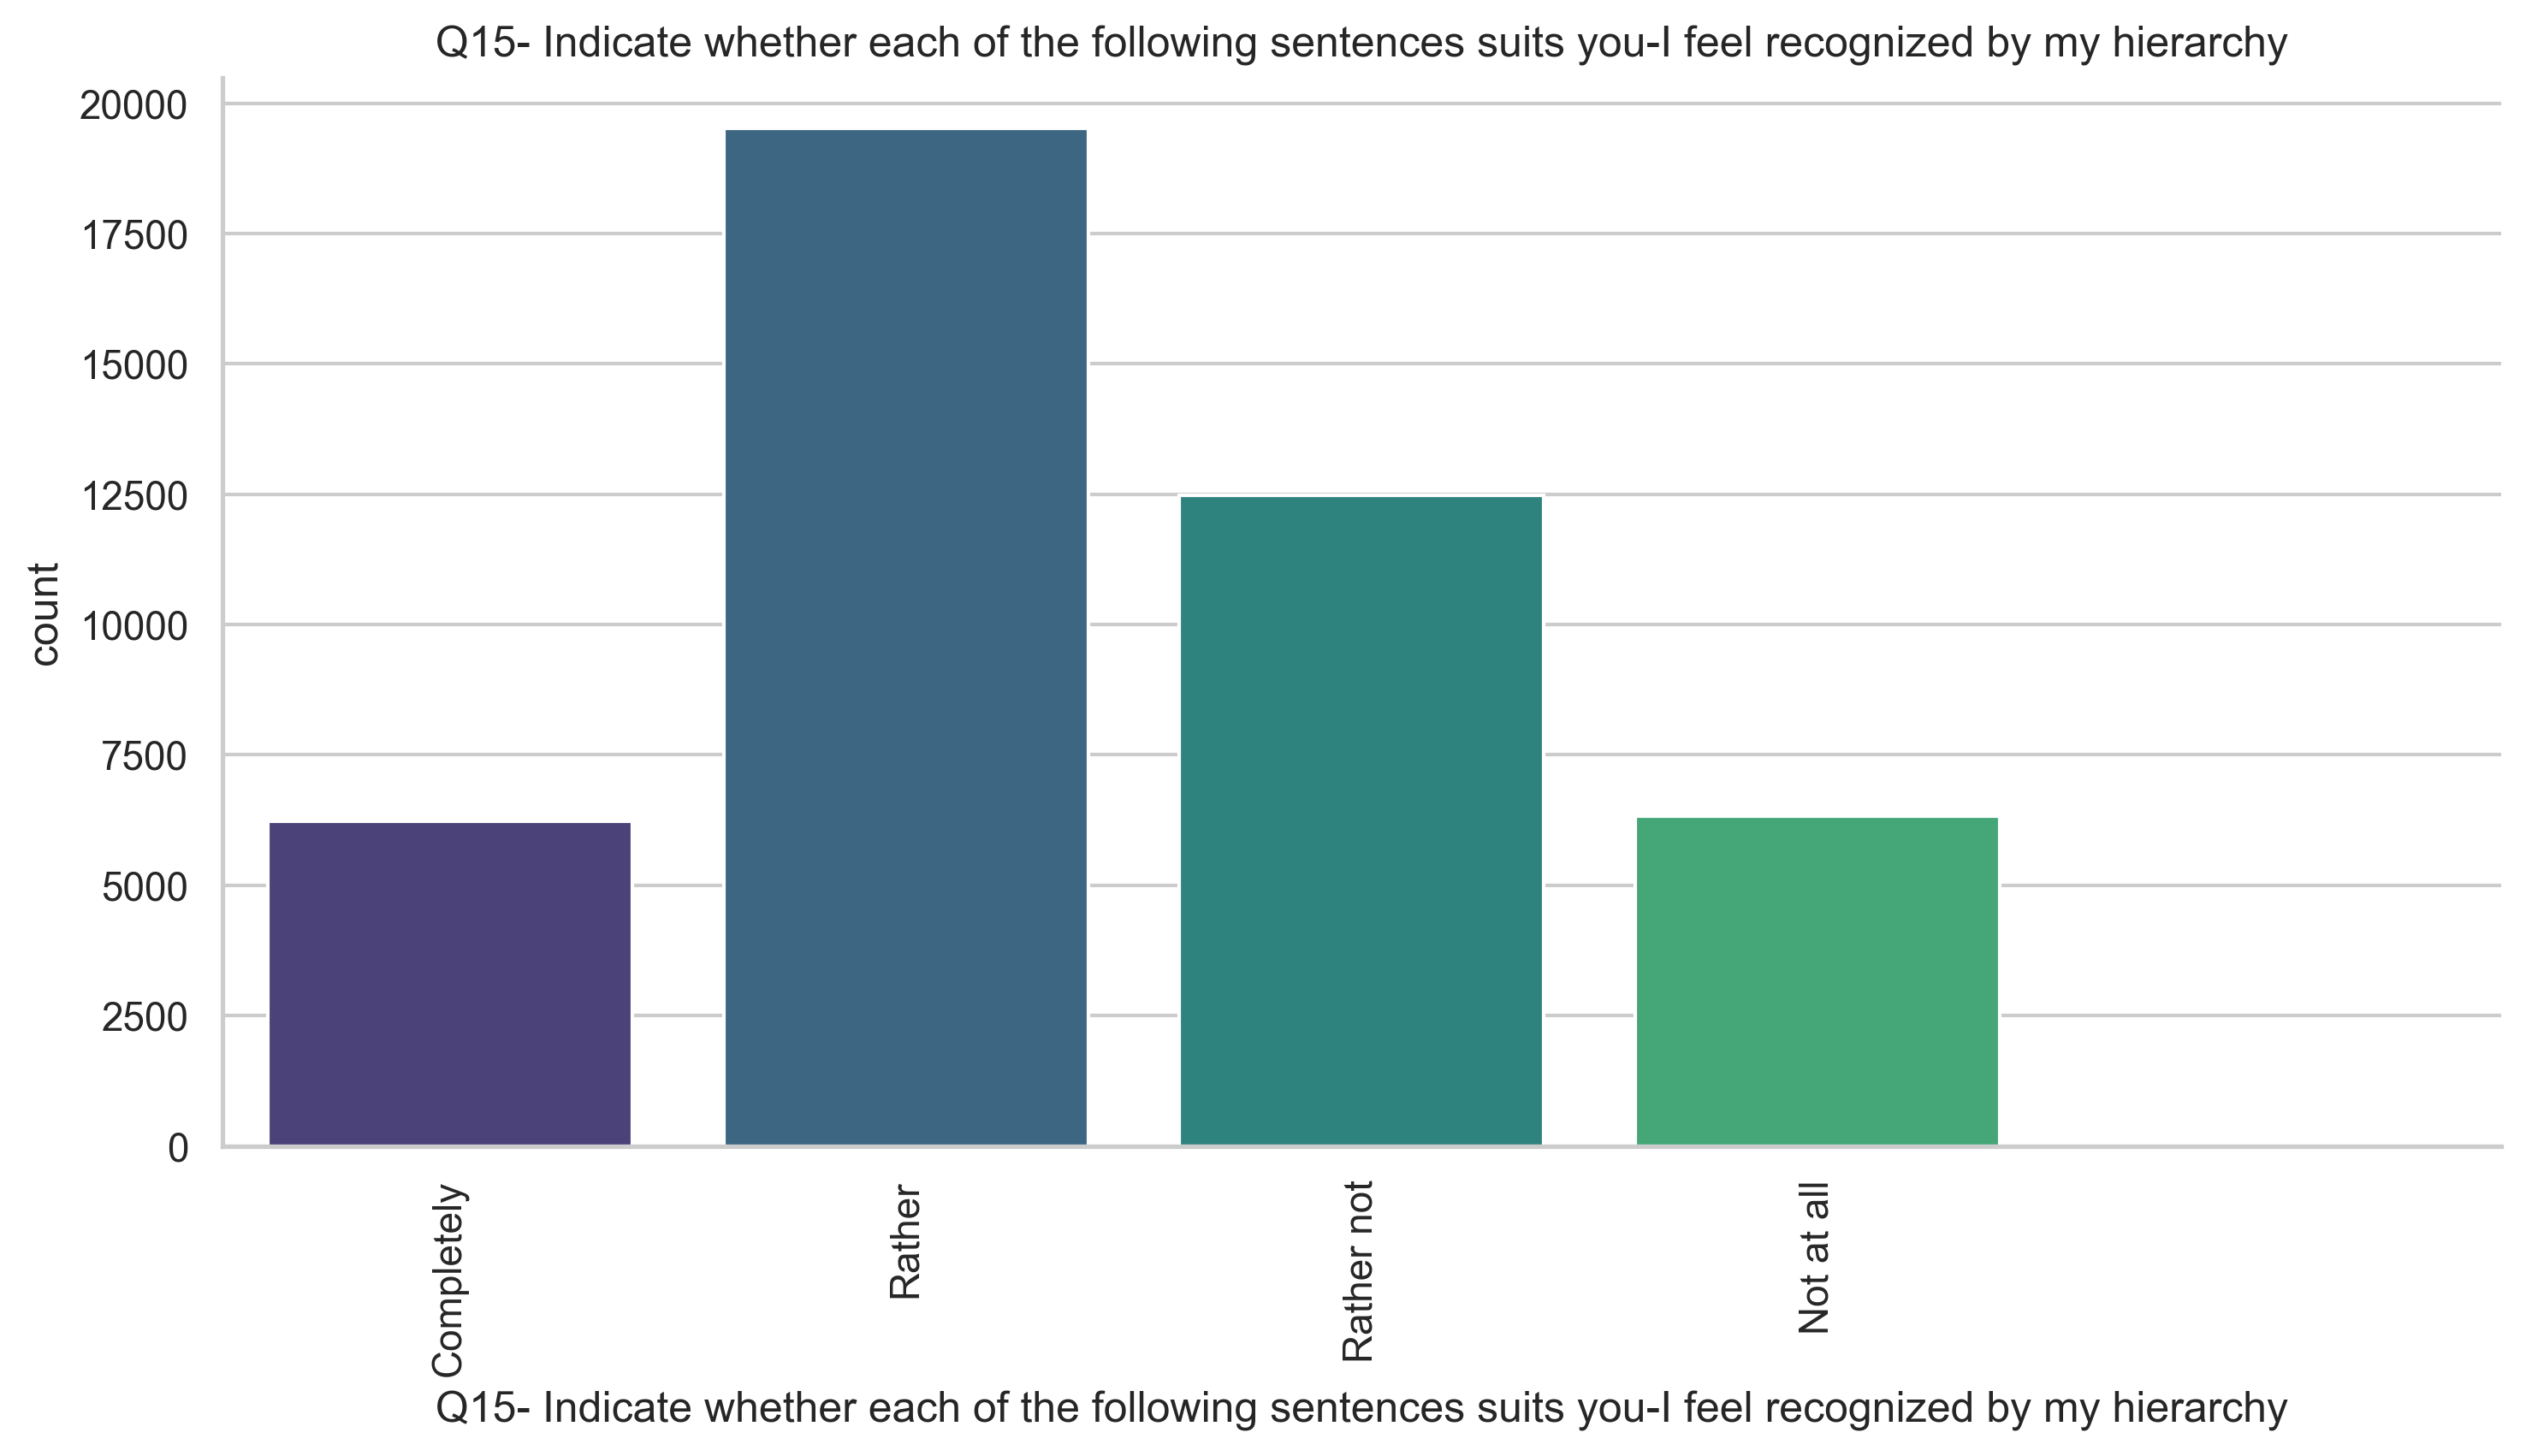 Q15- Indicate whether each of the following sentences suits you-I feel recognized by my hierarchy
20000
17500
15000
12500
10000
7500
5000
2500
0
count
Completely
Rather
Rather not
Not at all
Q15- Indicate whether each of the following sentences suits you-I feel recognized by my hierarchy